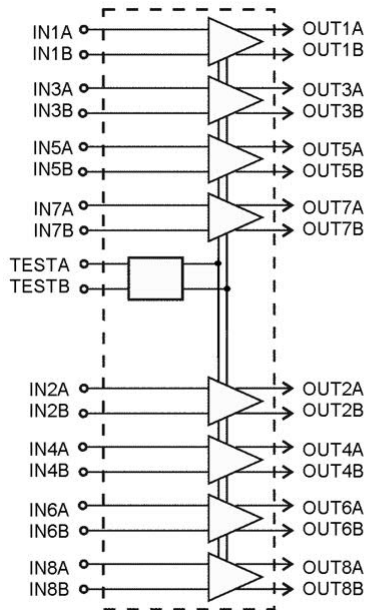 IN1A OUT1A
IN1B OUT1B
IN3A OUT3A
IN3B OUT3B
IN5A OUT5A
IN5B OUT5B
IN7A OUT7A
IN7B OUT7B
TESTA
TESTB
IN2A OUT2A
IN2B OUT2B
IN4A OUT4A
IN4B OUT4B
IN6A OUT6A
IN6B OUT6B
IN8A OUT8A
IN8B OUT8B